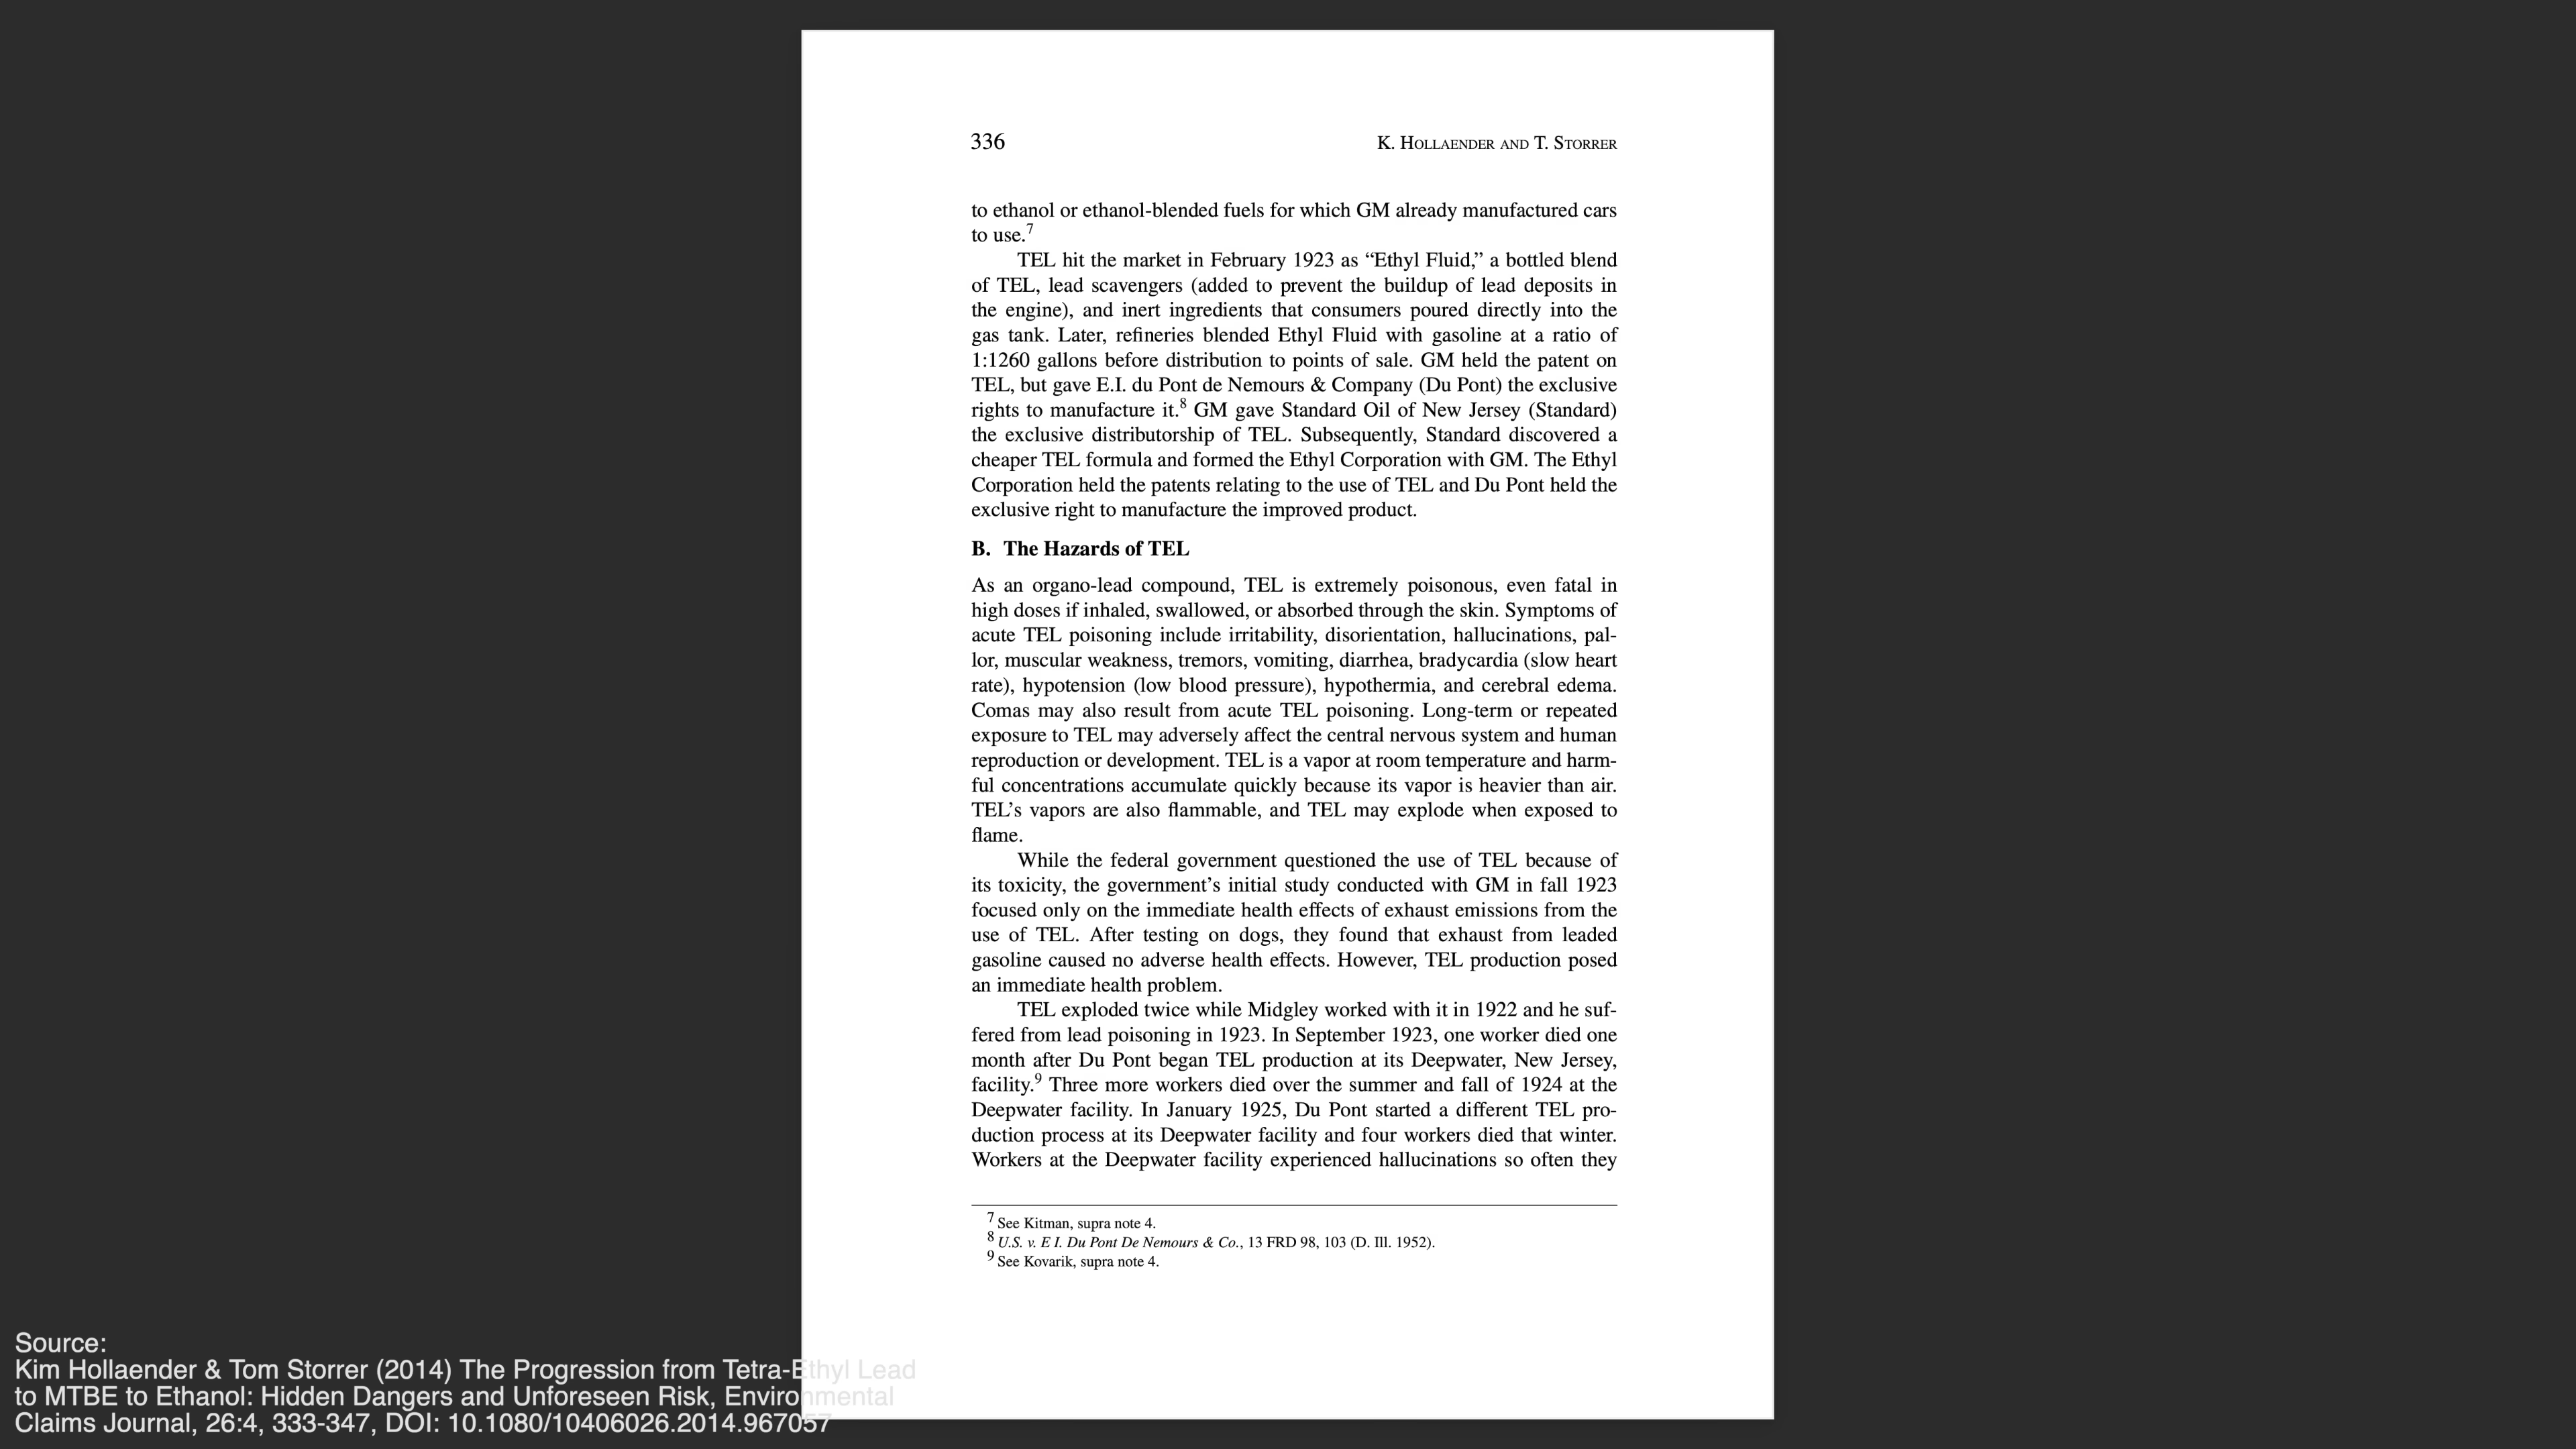 336 K. HOLLAENDER AND T. STORRER
to ethanol or ethanol-blended fuels for which GM already manufactured cars
to use.7
TEL hit the market in February 1923 as “Ethyl Fluid,” a bottled blend
of TEL, lead scavengers (added to prevent the buildup of lead deposits in
the engine), and inert ingredients that consumers poured directly into the
gas tank. Later, refineries blended Ethyl Fluid with gasoline at a ratio of
1:1260 gallons before distribution to points of sale. GM held the patent on
TEL, but gave E.I. du Pont de Nemours & Company (Du Pont) the exclusive
rights to manufacture it.8 GM gave Standard Oil of New Jersey (Standard)
the exclusive distributorship of TEL. Subsequently, Standard discovered a
cheaper TEL formula and formed the Ethyl Corporation with GM. The Ethyl
Corporation held the patents relating to the use of TEL and Du Pont held the
exclusive right to manufacture the improved product.
B. The Hazards of TEL
As an organo-lead compound, TEL is extremely poisonous, even fatal in
high doses if inhaled, swallowed, or absorbed through the skin. Symptoms of
acute TEL poisoning include irritability, disorientation, hallucinations, pal-
lor, muscular weakness, tremors, vomiting, diarrhea, bradycardia (slow heart
rate), hypotension (low blood pressure), hypothermia, and cerebral edema.
Comas may also result from acute TEL poisoning. Long-term or repeated
exposure to TEL may adversely affect the central nervous system and human
reproduction or development. TEL is a vapor at room temperature and harm-
ful concentrations accumulate quickly because its vapor is heavier than air.
TEL’s vapors are also flammable, and TEL may explode when exposed to
flame.
While the federal government questioned the use of TEL because of
its toxicity, the government’s initial study conducted with GM in fall 1923
focused only on the immediate health effects of exhaust emissions from the
use of TEL. After testing on dogs, they found that exhaust from leaded
gasoline caused no adverse health effects. However, TEL production posed
an immediate health problem.
TEL exploded twice while Midgley worked with it in 1922 and he suf-
fered from lead poisoning in 1923. In September 1923, one worker died one
month after Du Pont began TEL production at its Deepwater, New Jersey,
facility.9 Three more workers died over the summer and fall of 1924 at the
Deepwater facility. In January 1925, Du Pont started a different TEL pro-
duction process at its Deepwater facility and four workers died that winter.
Workers at the Deepwater facility experienced hallucinations so often they
7 See Kitman, supra note 4.
8 U.S. v. E I. Du Pont De Nemours & Co., 13 FRD 98, 103 (D. Ill. 1952).
9 See Kovarik, supra note 4.
Source:
Kim Hollaender & Tom Storrer (2014) The Progression from Tetra-Ethyl Lead
to MTBE to Ethanol: Hidden Dangers and Unforeseen Risk, Environmental
Claims Journal, 26:4, 333-347, DOI: 10.1080/10406026.2014.967057